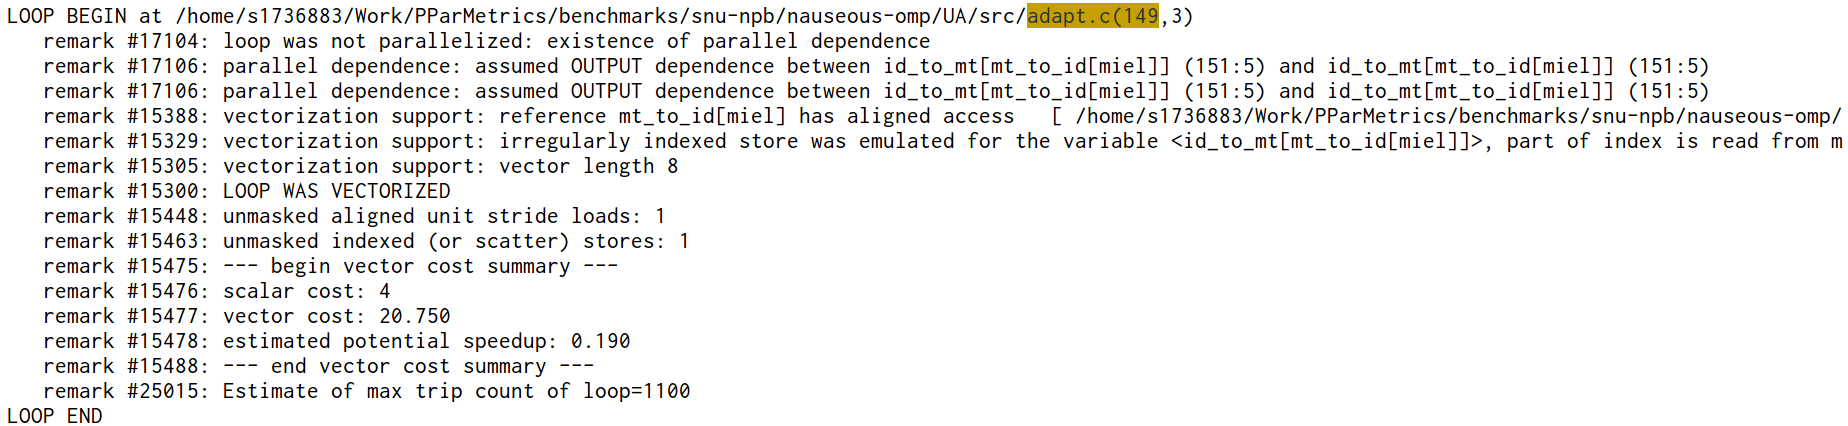 LOOP BEGIN at /home/s1736883/Work/PParMetrics/benchmarks/snu-npb/nauseous-omp/UA/src/adapt.c(149,3)
remark #17104: loop was not parallelized: existence of parallel dependence
remark #17106: parallel dependence: assumed OUTPUT dependence between id_to_mt[mt_to_id[miel]] (151:5) and id_to_mt[mt_to_id[miel]] (151:5)
remark #17106: parallel dependence: assumed OUTPUT dependence between id_to_mt[mt_to_id[miel]] (151:5) and id_to_mt[mt_to_id[miel]] (151:5)
remark #15388: vectorization support: reference mt_to_id[miel] has aligned access   [ /home/s1736883/Work/PParMetrics/benchmarks/snu-npb/nauseous-omp/
remark #15329: vectorization support: irregularly indexed store was emulated for the variable <id_to_mt[mt_to_id[miel]]>, part of index is read from m
remark #15305: vectorization support: vector length 8
remark #15300: LOOP WAS VECTORIZED
remark #15448: unmasked aligned unit stride loads: 1
remark #15463: unmasked indexed (or scatter) stores: 1
remark #15475: --- begin vector cost summary ---
remark #15476: scalar cost: 4
remark #15477: vector cost: 20.750
remark #15478: estimated potential speedup: 0.190
remark #15488: --- end vector cost summary ---
remark #25015: Estimate of max trip count of loop=1100
LOOP END